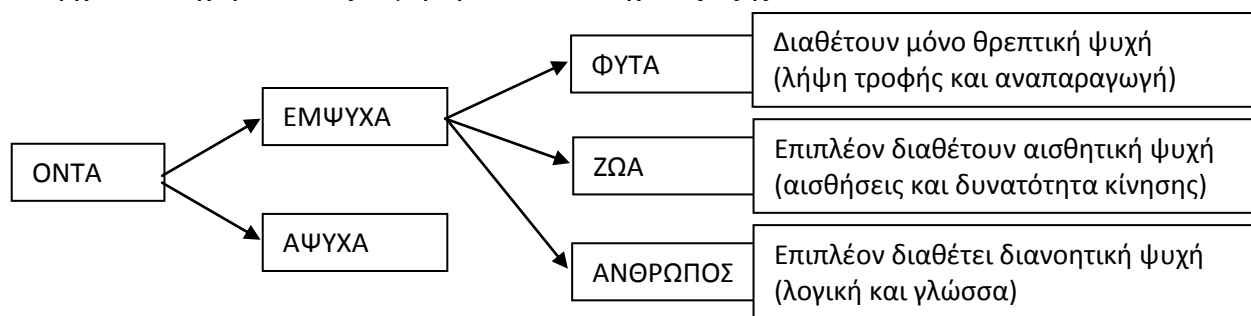 ΟΝΤΑ
ΕΜΨΥΧΑ
ΑΨΥΧΑ
ΦΥΤΑ
Διαθέτουν μόνο θρεπτική ψυχή
(λήψη τροφής και αναπαραγωγή)
ΖΩΑ
Επιπλέον διαθέτουν αισθητική ψυχή
(αισθήσεις και δυνατότητα κίνησης)
ΑΝΘΡΩΠΟΣ
Επιπλέον διαθέτει διανοητική ψυχή
(λογική και γλώσσα)